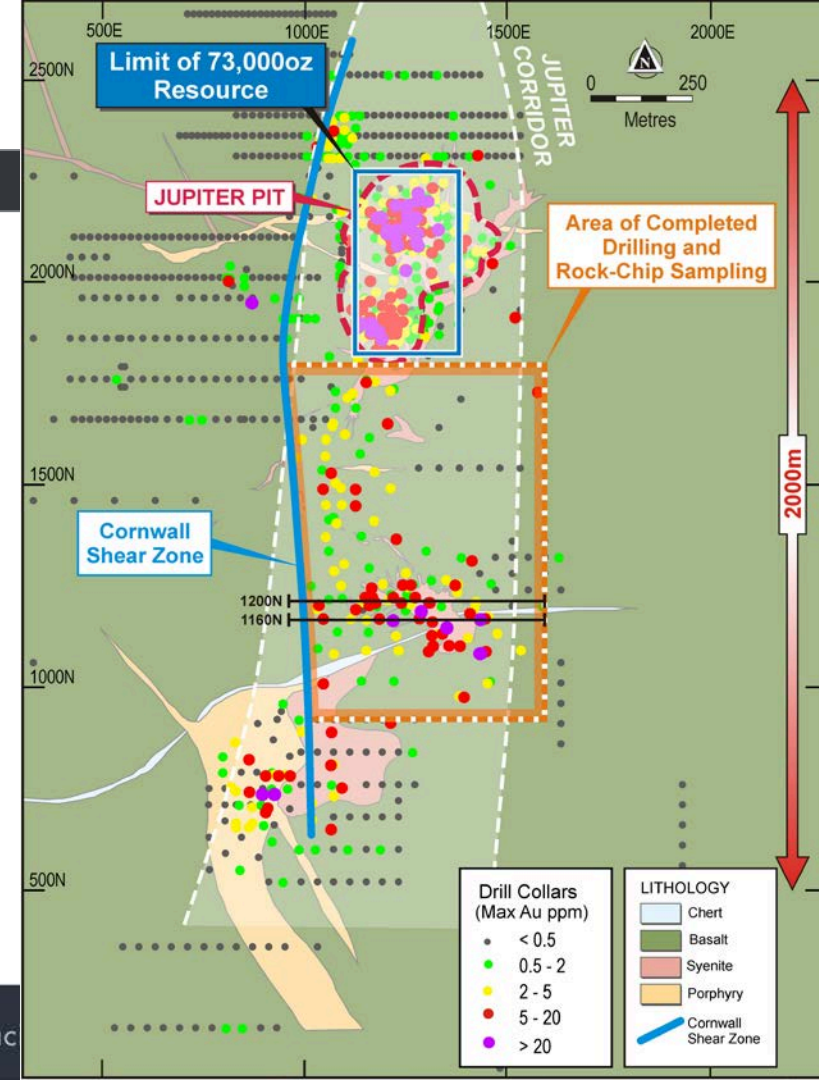 500E
1000E
1500E
2000E
2500N
2000N
1500N
1000N
500N
Limit of 73,000oz
Resource
JUPITER
CORRIDOR
N
0
250
Metres
JUPITER PIT
Area of Completed
Drilling and
Rock-Chip Sampling
2000m
Cornwall
Shear Zone
1200N
1160N
Drill Collars
(Max Au ppm)
< 0.5
0.5 - 2
2 - 5
5 - 20
> 20
LITHOLOGY
Chert
Basalt
Syenite
Porphyry
Cornwall
Shear Zone